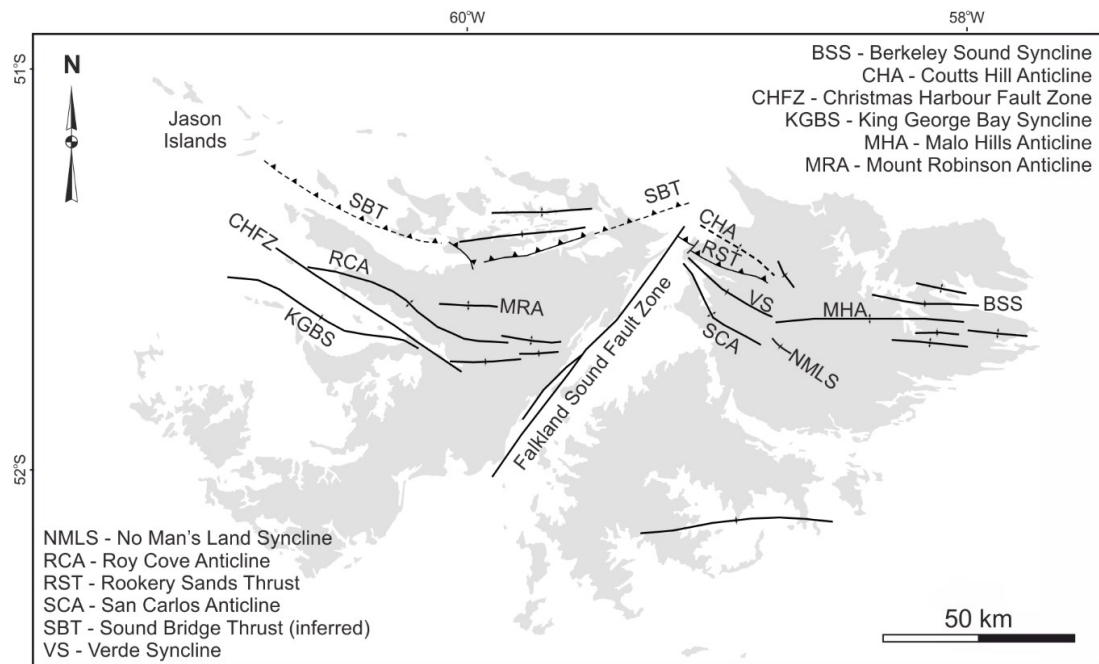 60°W
58°W
51°S
N
BSS - Berkeley Sound Syncline
CHA - Coutts Hill Anticline
CHFZ - Christmas Harbour Fault Zone
KGBS - King George Bay Syncline
MHA - Malo Hills Anticline
MRA - Mount Robinson Anticline
Jason
Islands
SBT
SBT
CHA
CHFZ
RCA
RST
MRA
VS
MHA
BSS
KGBS
SCA
NMLS
Falkland Sound Fault Zone
52°S
NMLS - No Man's Land Syncline
RCA - Roy Cove Anticline
RST - Rookery Sands Thrust
SCA - San Carlos Anticline
SBT - Sound Bridge Thrust (inferred)
VS - Verde Syncline
50 km